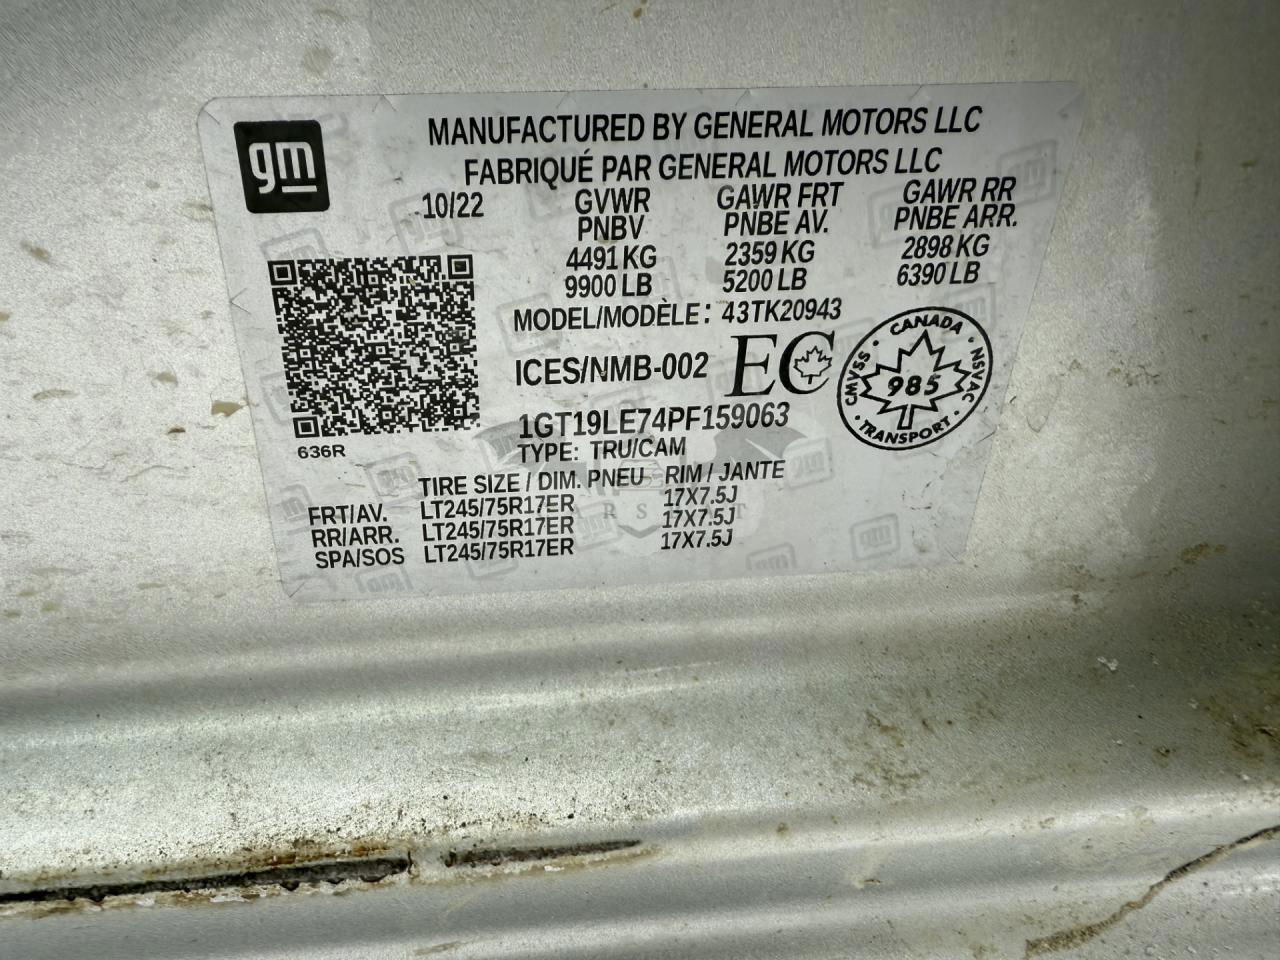 gm
MANUFACTURED BY GENERAL MOTORS LLC
FABRIQUÉ PAR GENERAL MOTORS LLC
10/22 GVWR GAWR FRT GAWR RR
PNBV PNBE AV. PNBE ARR.
4491 KG 2359 KG 2898 KG
9900 LB 5200 LB 6390 LB
MODEL/MODÈLE: 43TK20943
ICES/NMB-002 EC
CANADA
CMVSS 985 NSVAC
TRANSPORT
1GT19LE74PF159063
636R
TYPE: TRU/CAM
TIRE SIZE / DIM. PNEU RIM / JANTE
FRT/AV. LT245/75R17ER 17X7.5J
RR/ARR. LT245/75R17ER 17X7.5J
SPA/SOS LT245/75R17ER 17X7.5J